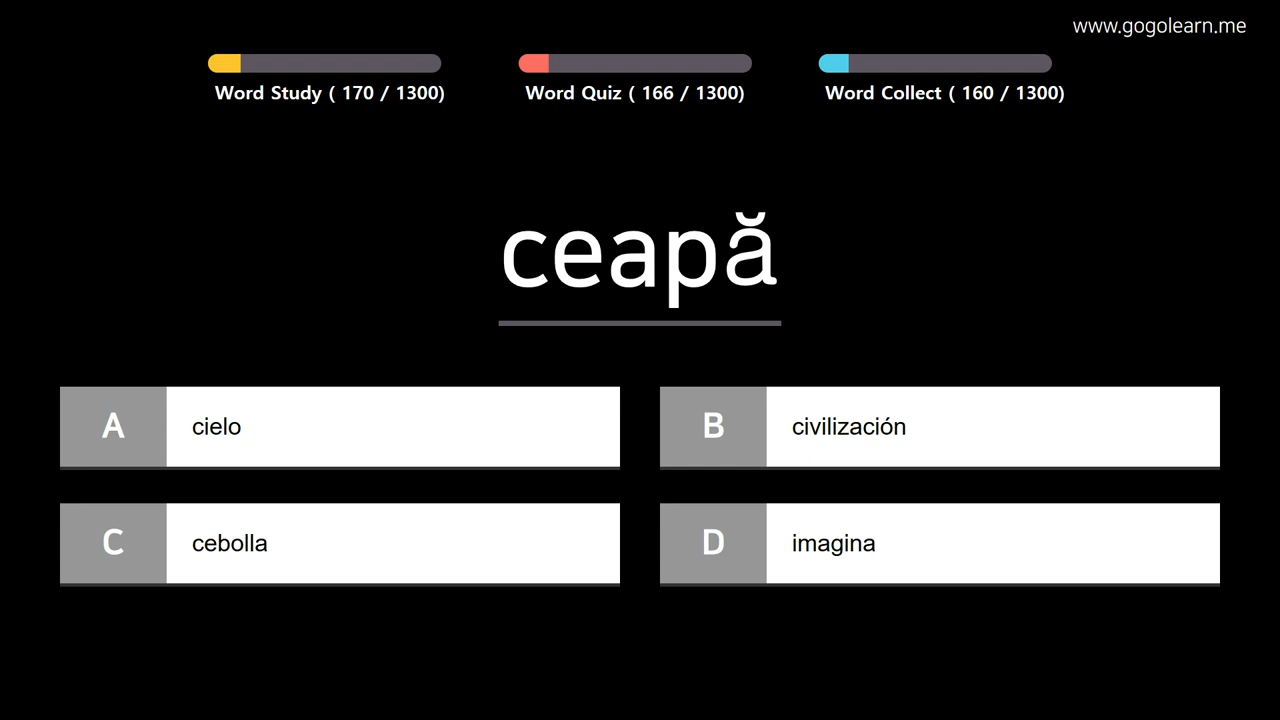 www.gogolearn.me
Word Study ( 170 / 1300)
Word Quiz ( 166 / 1300)
Word Collect ( 160 / 1300)
ceapă
A cielo
B civilización
C cebolla
D imagina